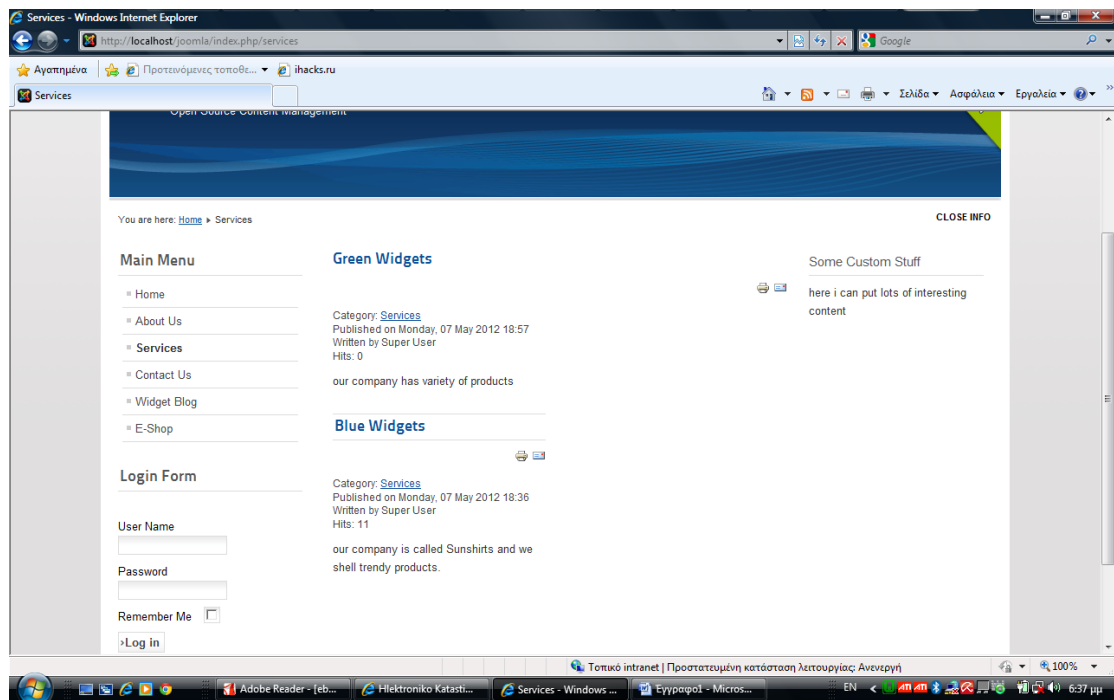 Services - Windows Internet Explorer
http://localhost/joomla/index.php/services
Google
Αγαπημένα
Προτεινόμενες τοποθε...
ihacks.ru
Services
Σελίδα
Ασφάλεια
Εργαλεία
Open Source Content Management
You are here: Home Services
CLOSE INFO
Main Menu
Home
About Us
Services
Contact Us
Widget Blog
E-Shop
Login Form
User Name
Password
Remember Me
›Log in
Green Widgets
Category: Services
Published on Monday, 07 May 2012 18:57
Written by Super User
Hits: 0
our company has variety of products
Blue Widgets
Category: Services
Published on Monday, 07 May 2012 18:36
Written by Super User
Hits: 11
our company is called Sunshirts and we
shell trendy products.
Some Custom Stuff
here i can put lots of interesting
content
Τοπικό intranet | Προστατευμένη κατάσταση λειτουργίας: Ανενεργή
100%
Adobe Reader - [eb...
Hlektroniko Katasti...
Services - Windows ...
Έγγραφο1 - Micros...
EN
6:37 μμ